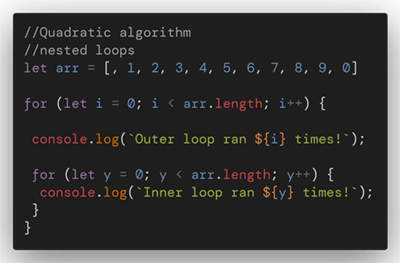 //Quadratic algorithm
//nested loops
let arr = [, 1, 2, 3, 4, 5, 6, 7, 8, 9, 0]
for (let i = 0; i < arr.length; i++) {
console.log(`Outer loop ran ${i} times!`);
for (let y = 0; y < arr.length; y++) {
console.log(`Inner loop ran ${y} times!`);
}
}